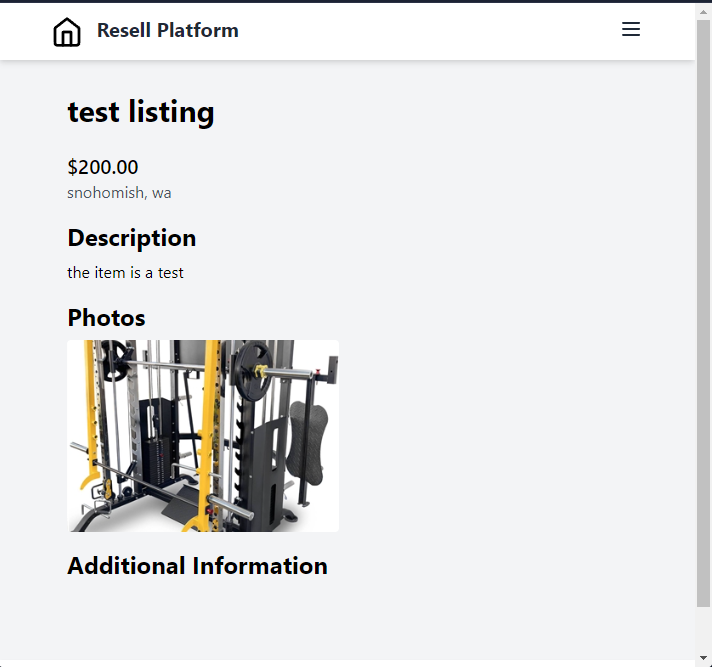 Resell Platform
test listing
$200.00
snohomish, wa
Description
the item is a test
Photos
Additional Information